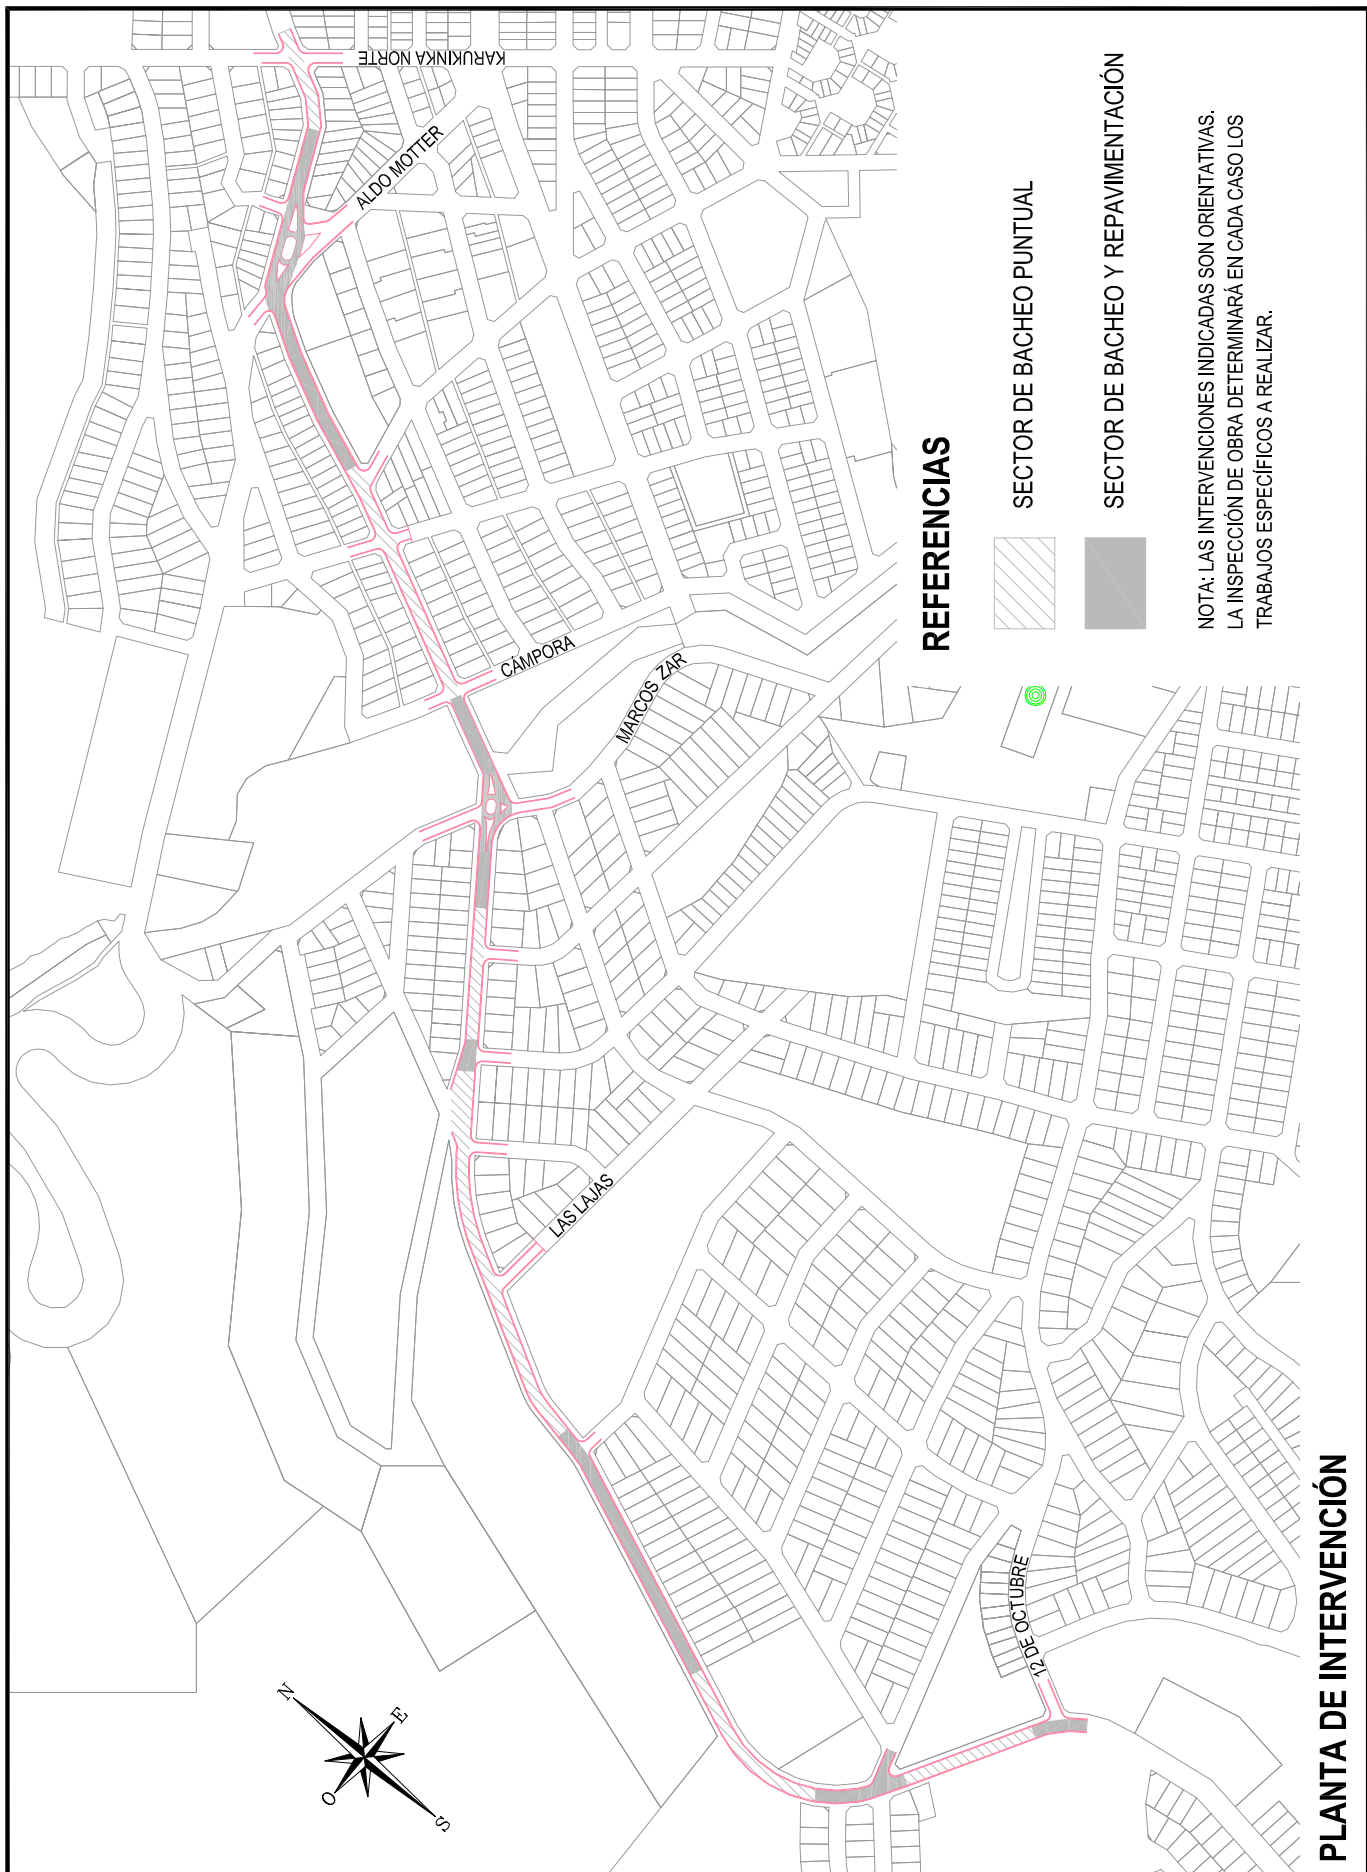 KARUKINKA NORTE
ALDO MOTTER
CÁMPORA
MARCOS ZAR
LAS LAJAS
12 DE OCTUBRE
N
E
O
S
REFERENCIAS
SECTOR DE BACHEO PUNTUAL
SECTOR DE BACHEO Y REPAVIMENTACIÓN
NOTA: LAS INTERVENCIONES INDICADAS SON ORIENTATIVAS.
LA INSPECCIÓN DE OBRA DETERMINARÁ EN CADA CASO LOS
TRABAJOS ESPECÍFICOS A REALIZAR.
PLANTA DE INTERVENCIÓN